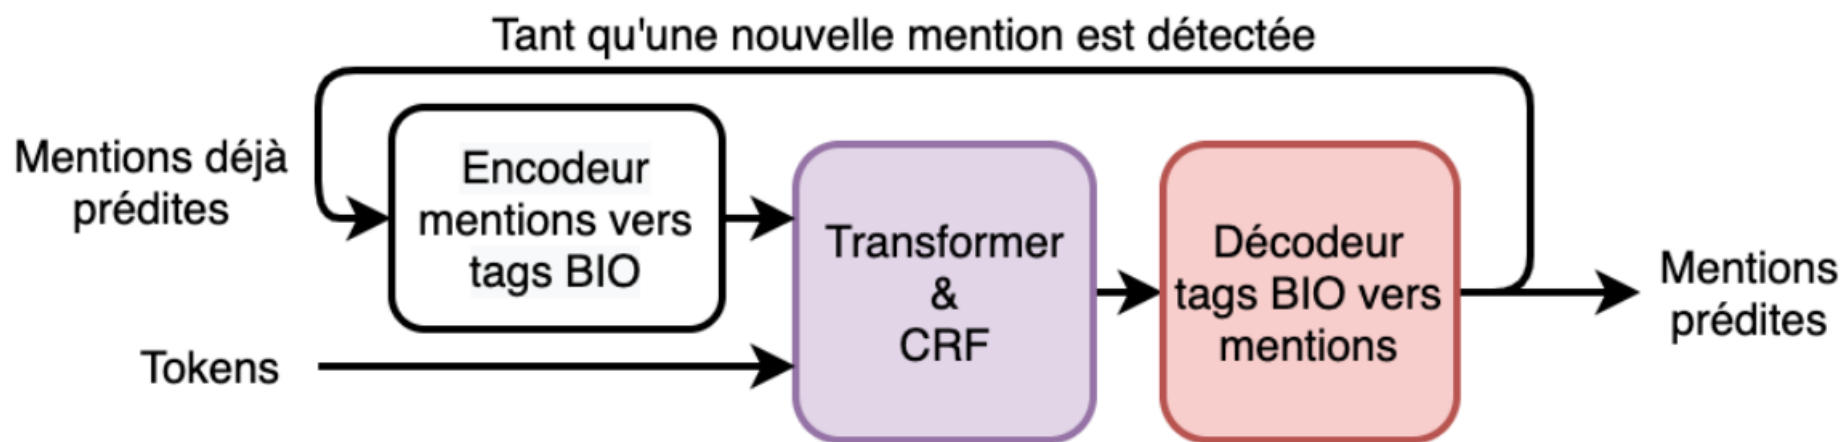 Tant qu'une nouvelle mention est détectée
Mentions déjà
prédites
Encodeur
mentions vers
tags BIO
Tokens
Transformer
&
CRF
Décodeur
tags BIO vers
mentions
Mentions
prédites